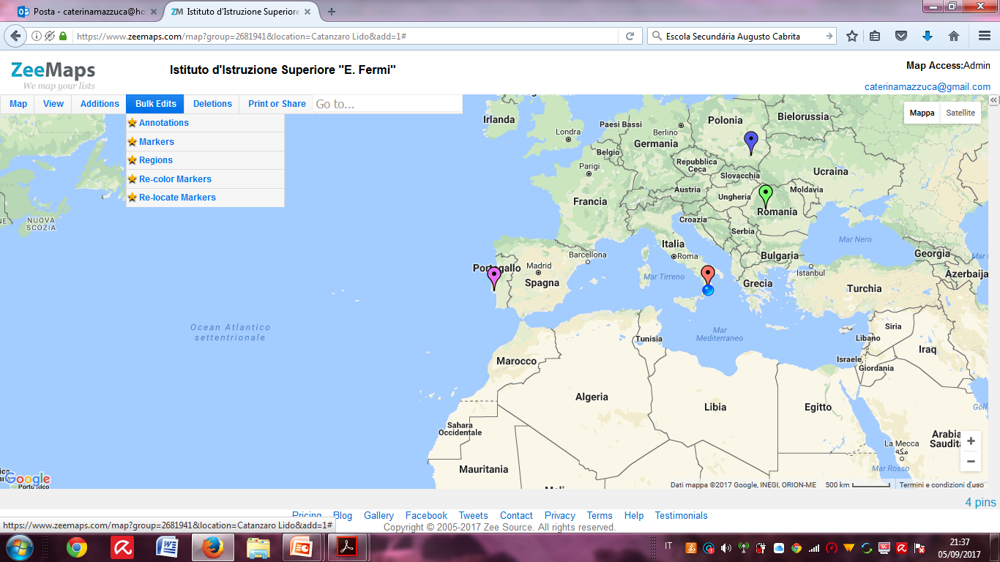 Posta - caterinamazzuca@ho
ZM Istituto d'Istruzione Superiore
https://www.zeemaps.com/map?group=2681941&location=Catanzaro Lido&add=1#
Escola Secundária Augusto Cabrita
ZeeMaps
We map your lists
Istituto d'Istruzione Superiore "E. Fermi"
Map Access:Admin
caterinamazzuca@gmail.com
Map View Additions Bulk Edits Deletions Print or Share Go to...
Annotations
Markers
Regions
Re-color Markers
Re-locate Markers
Mappa Satellite
Irlanda
Londra
Paesi Bassi
Berlino
Polonia
Bielorussia
Belgio
Germania
Parigi
Repubblica
Ceca
Slovacchia
Ucraina
Francia
Austria
Ungheria
Moldavia
Romania
Croazia
Serbia
Italia
Roma
Bulgaria
Mar Nero
Georgia
Mar C
Azerbaija
Barcellona
Madrid
Portogallo
Spagna
Mar Tirreno
Grecia
Istanbul
Turchia
NUOVA
SCOZIA
NE
Ocean Atlantico
settentrionale
Tunisia
Mar
Mediterraneo
Siria
Libano
Iraq
Israele
Giordania
Marocco
Algeria
Libia
Egitto
Golf
Sahara
Occidentale
Mauritania
Arabia
Saudita
La Mecca
مكة
Mar Rosso
Mali
Google
Porto Rico
Dati mappa ©2017 Google, INEGI, ORION-ME 500 km Termini e condizioni d'uso
4 pins
Pricing Blog Gallery Facebook Tweets Contact Privacy Terms Help Testimonials
https://www.zeemaps.com/map?group=2681941&location=Catanzaro Lido&add=1#
Copyright © 2005-2017 Zee Source. All rights reserved.
IT
21:37
05/09/2017